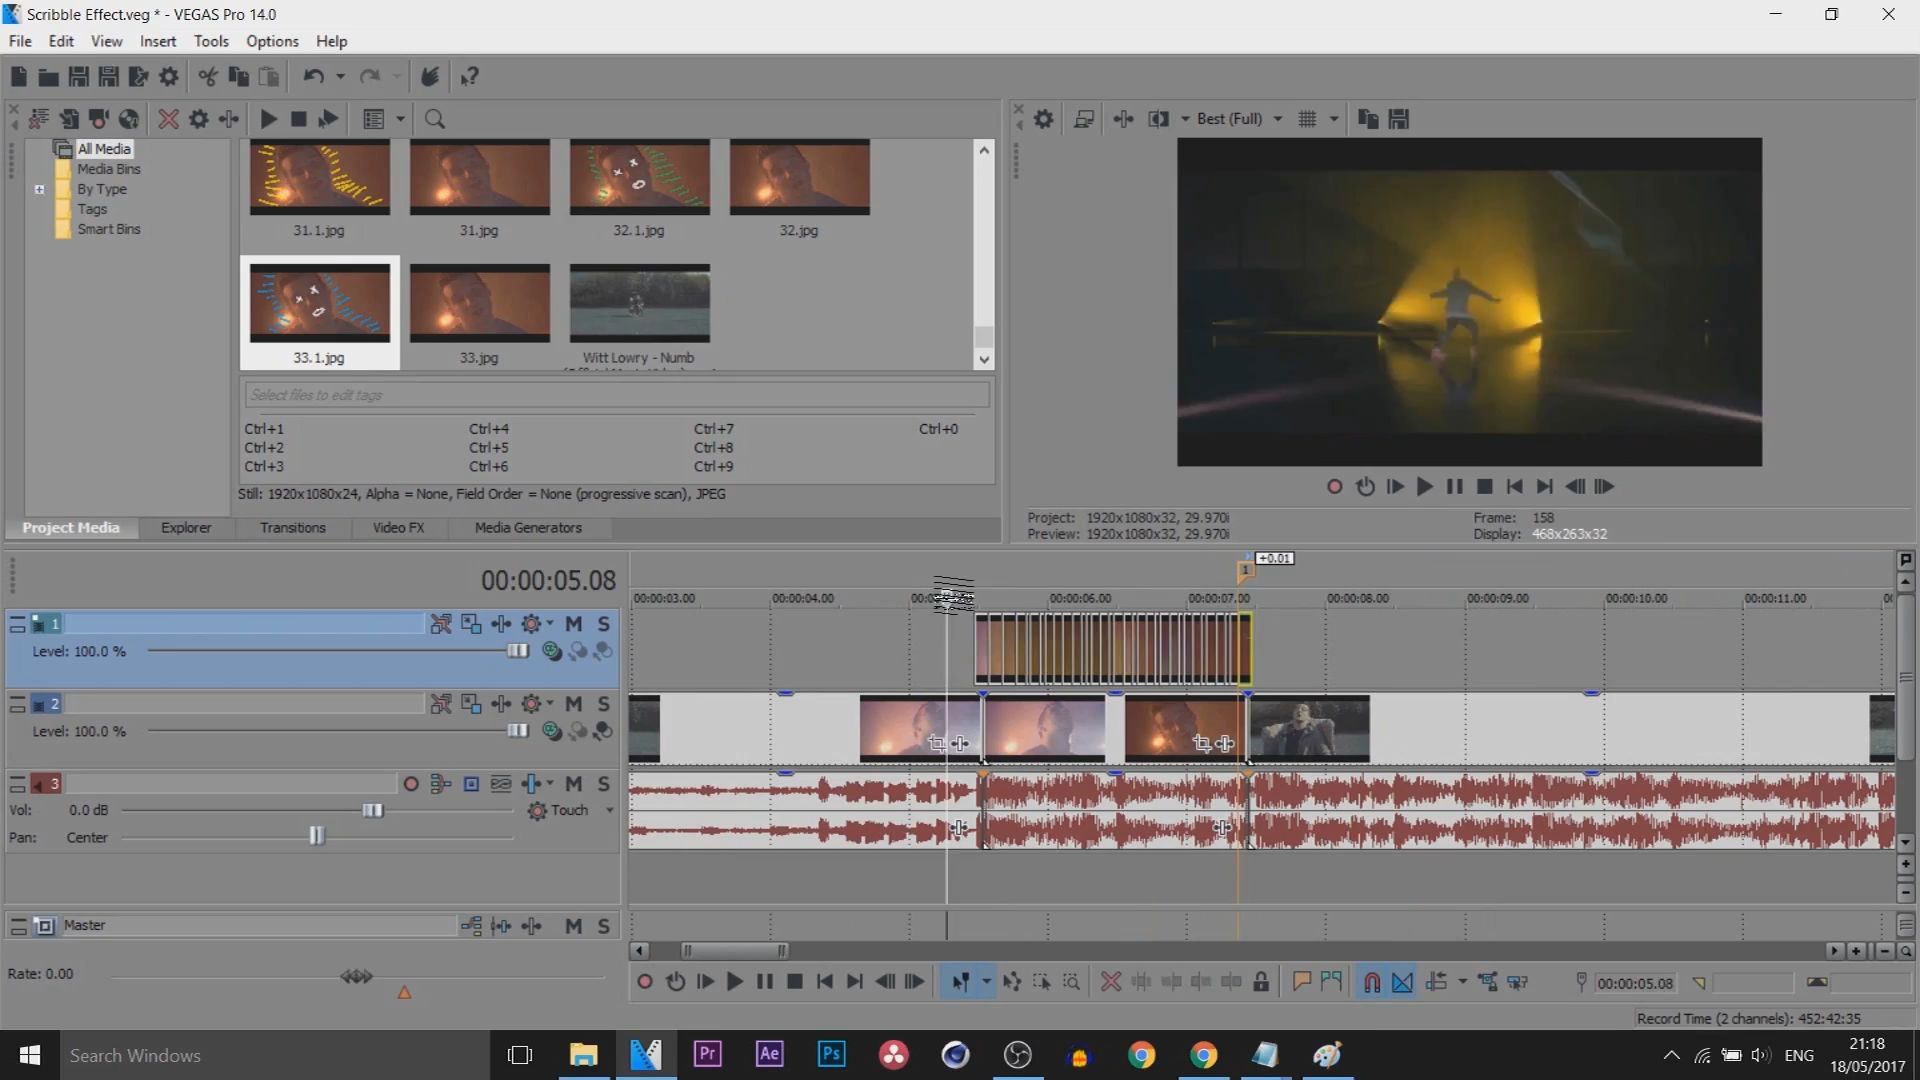 Scribble Effect.veg * - VEGAS Pro 14.0
File Edit View Insert Tools Options Help
All Media
Media Bins
By Type
Tags
Smart Bins
31.1.jpg 31.jpg 32.1.jpg 32.jpg
33.1.jpg 33.jpg Witt Lowry - Numb
Select files to edit tags
Ctrl+1 Ctrl+4 Ctrl+7 Ctrl+0
Ctrl+2 Ctrl+5 Ctrl+8
Ctrl+3 Ctrl+6 Ctrl+9
Still: 1920x1080x24, Alpha = None, Field Order = None (progressive scan), JPEG
Project Media Explorer Transitions Video FX Media Generators
Best (Full)
Project: 1920x1080x32, 29.970i Frame: 158
Preview: 1920x1080x32, 29.970i Display: 468x263x32
00:00:05.08
1 +0.01
00:00:03.00 00:00:04.00 00:00:06.00 00:00:07.00 00:00:08.00 00:00:09.00 00:00:10.00 00:00:11.00
1 M S
Level: 100.0 %
2 M S
Level: 100.0 %
3 M S
Vol: 0.0 dB Touch
Pan: Center
Master M S
Rate: 0.00
00:00:05.08
Record Time (2 channels): 452:42:35
Search Windows
Pr Ae Ps
ENG
21:18
18/05/2017